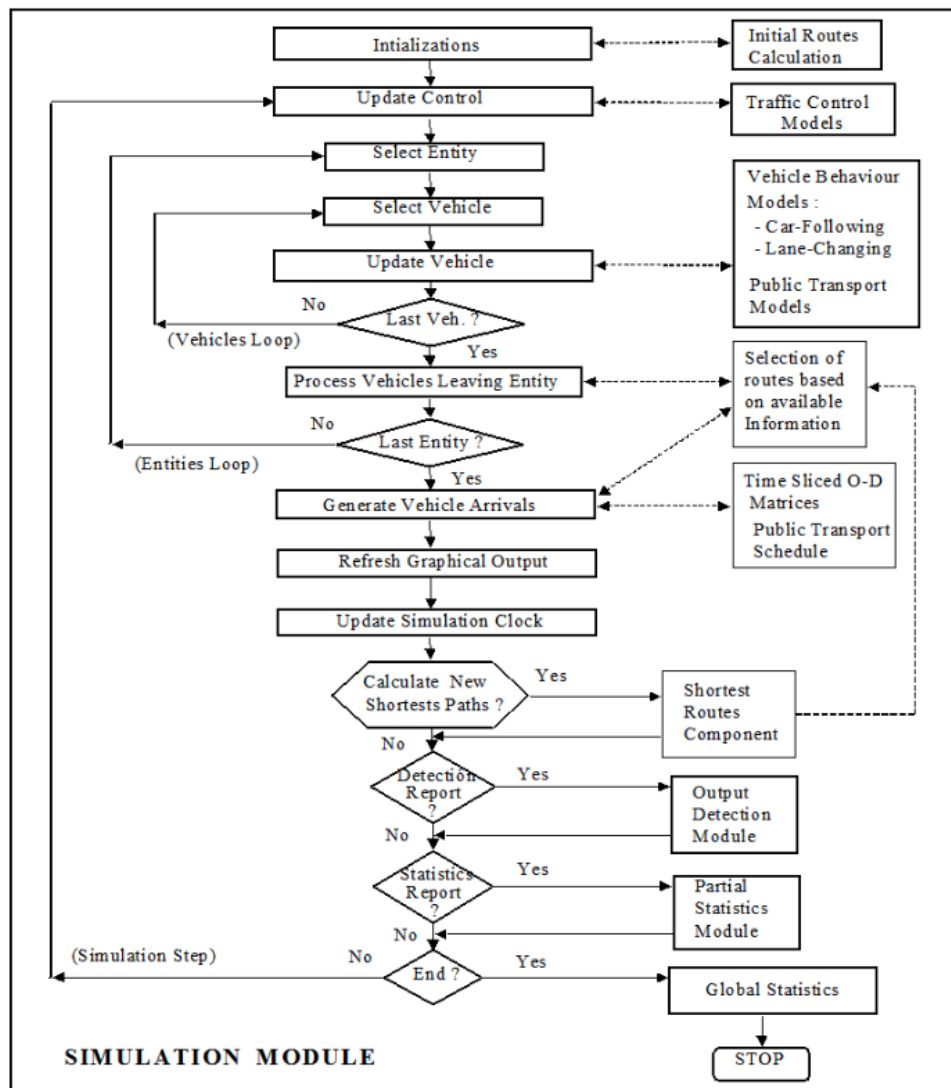 Intializations
Initial Routes
Calculation
Update Control
Traffic Control
Models
Select Entity
Select Vehicle
Vehicle Behaviour
Models :
- Car-Following
- Lane-Changing
Public Transport
Models
Update Vehicle
No
Last Veh. ?
(Vehicles Loop)
Yes
Process Vehicles Leaving Entity
Selection of
routes based
on available
Information
No
Last Entity ?
(Entities Loop)
Yes
Generate Vehicle Arrivals
Time Sliced O-D
Matrices
Public Transport
Schedule
Refresh Graphical Output
Update Simulation Clock
Calculate New
Shortests Paths ?
Yes
Shortest
Routes
Component
No
Detection
Report
?
Yes
Output
Detection
Module
No
Statistics
Report
?
Yes
Partial
Statistics
Module
No
(Simulation Step)
No
End ?
Yes
Global Statistics
SIMULATION MODULE
STOP